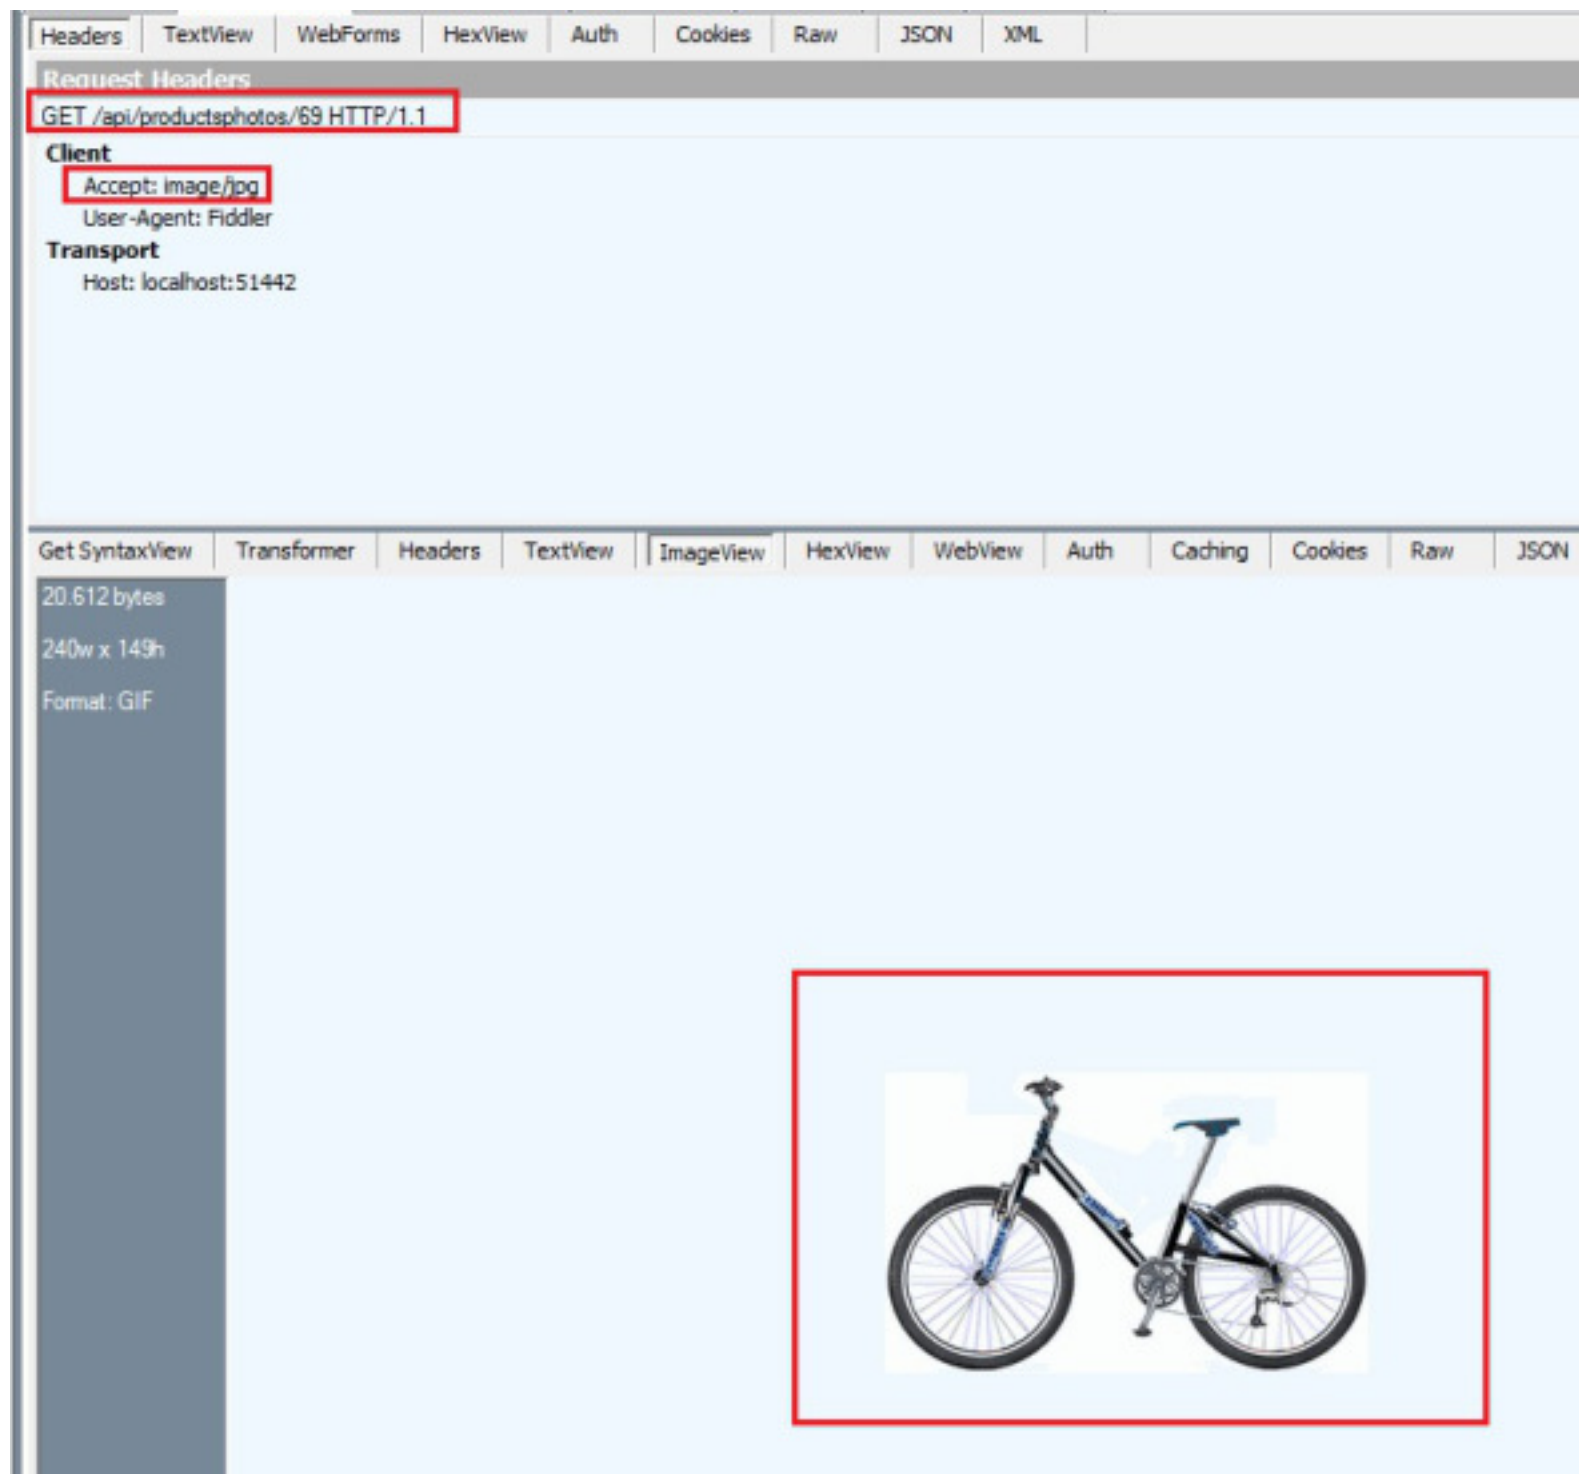 Headers TextView WebForms HexView Auth Cookies Raw JSON XML
Request Headers
GET /api/productsphotos/69 HTTP/1.1
Client
Accept: image/jpg
User-Agent: Fiddler
Transport
Host: localhost:51442
Get SyntaxView Transformer Headers TextView ImageView HexView WebView Auth Caching Cookies Raw JSON
20.612 bytes
240w x 149h
Format: GIF